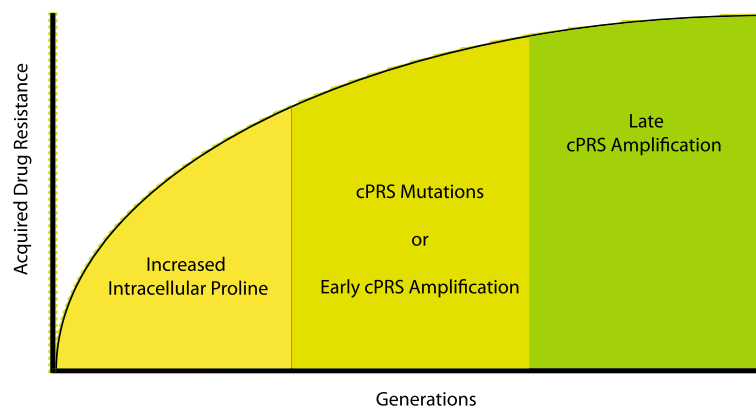 Acquired Drug Resistance
Late
cPRS Amplification
cPRS Mutations
or
Early cPRS Amplification
Increased
Intracellular Proline
Generations